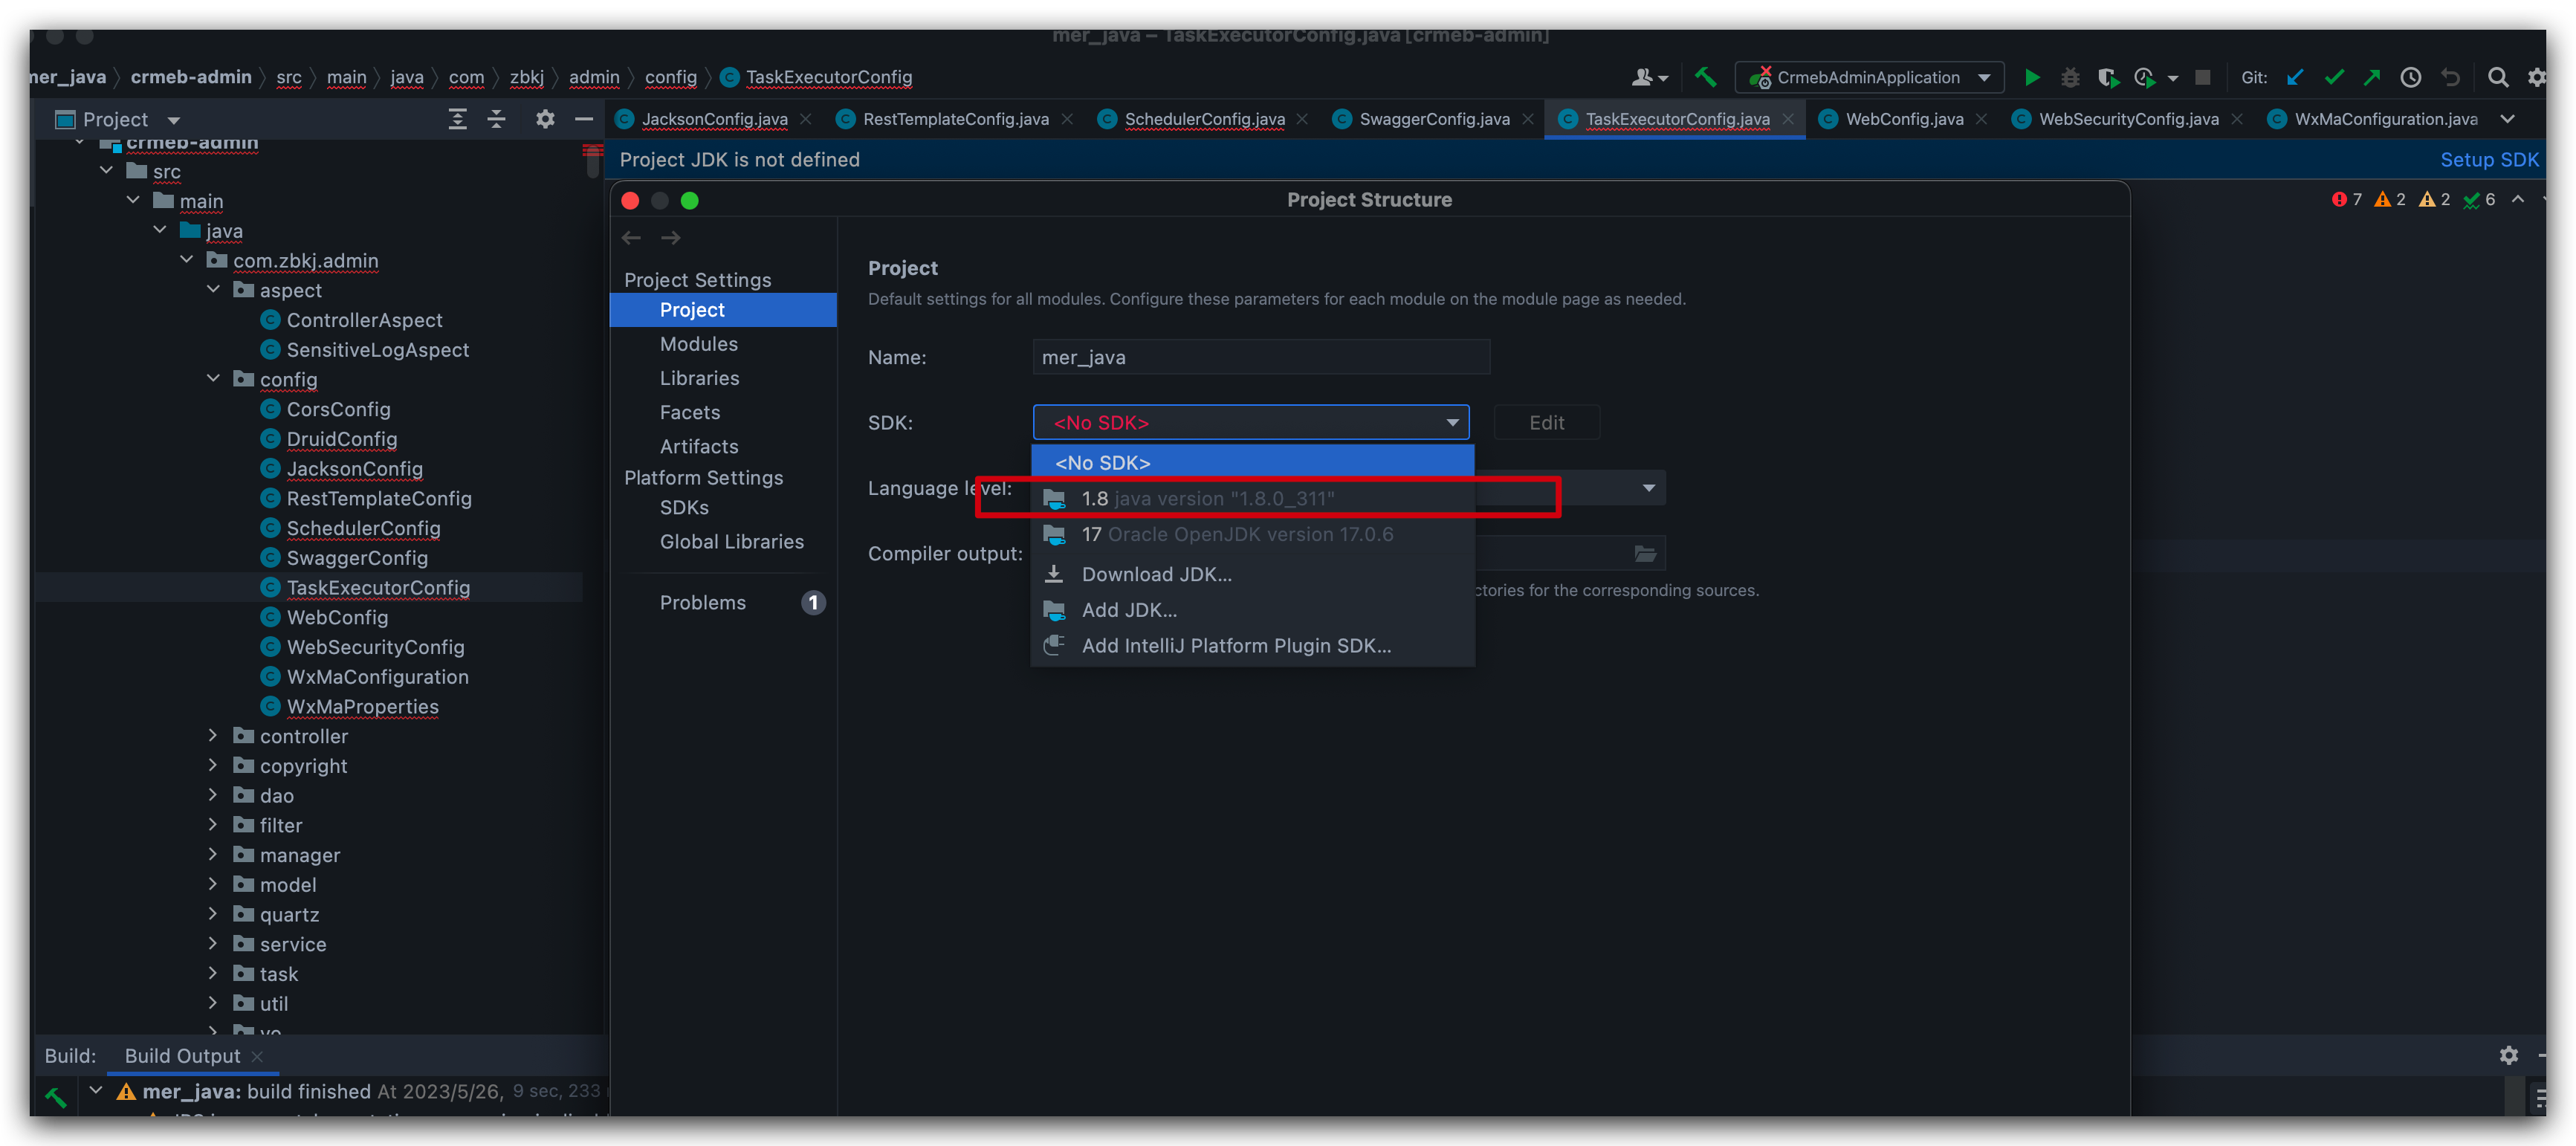 mer_java – TaskExecutorConfig.java [crmeb-admin]
mer_java
crmeb-admin
src
main
java
com
zbkj
admin
config
TaskExecutorConfig
CrmebAdminApplication
Git:
Project
JacksonConfig.java
RestTemplateConfig.java
SchedulerConfig.java
SwaggerConfig.java
TaskExecutorConfig.java
WebConfig.java
WebSecurityConfig.java
WxMaConfiguration.java
Project JDK is not defined
Setup SDK
7
2
2
6
crmeb-admin
src
main
java
com.zbkj.admin
aspect
ControllerAspect
SensitiveLogAspect
config
CorsConfig
DruidConfig
JacksonConfig
RestTemplateConfig
SchedulerConfig
SwaggerConfig
TaskExecutorConfig
WebConfig
WebSecurityConfig
WxMaConfiguration
WxMaProperties
controller
copyright
dao
filter
manager
model
quartz
service
task
util
vo
Project Structure
Project Settings
Project
Modules
Libraries
Facets
Artifacts
Platform Settings
SDKs
Global Libraries
Problems
1
Project
Default settings for all modules. Configure these parameters for each module on the module page as needed.
Name:
mer_java
SDK:
<No SDK>
Edit
<No SDK>
Language level:
1.8 java version "1.8.0_311"
17 Oracle OpenJDK version 17.0.6
Compiler output:
Download JDK...
Add JDK...
ctories for the corresponding sources.
Add IntelliJ Platform Plugin SDK...
Build:
Build Output
mer_java: build finished At 2023/5/26, 9 sec, 233